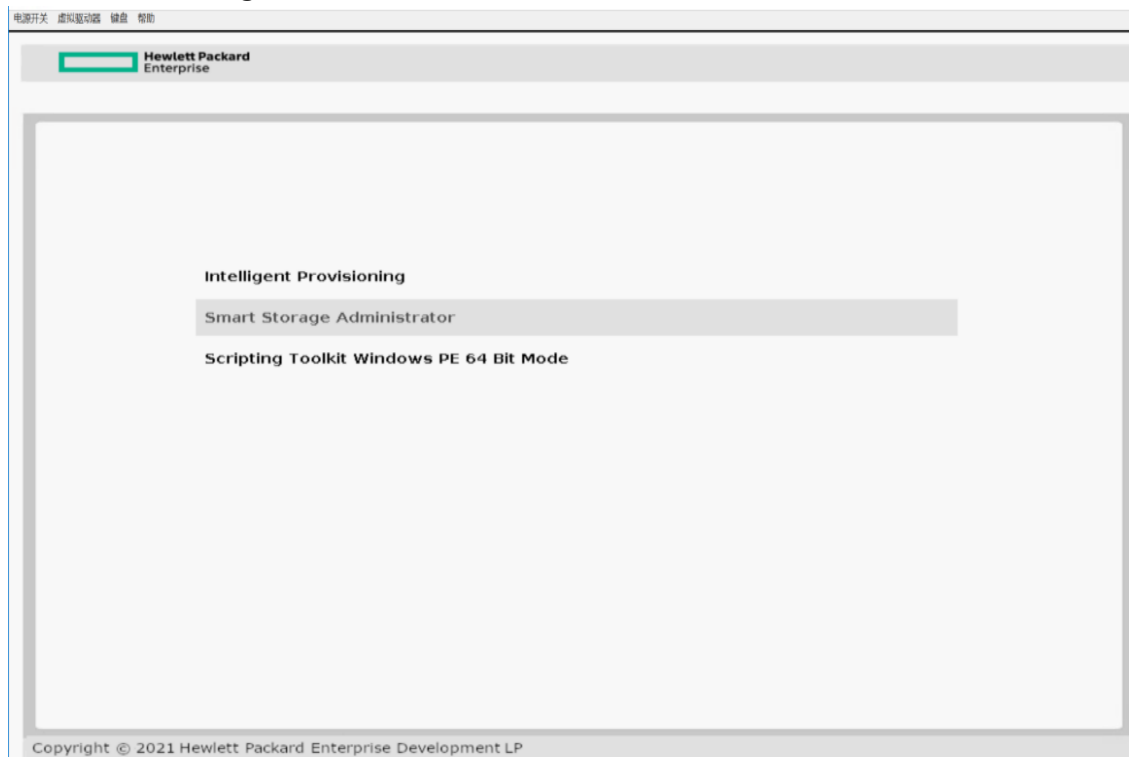 电源开关 虚拟驱动器 键盘 帮助
Hewlett Packard
Enterprise
Intelligent Provisioning
Smart Storage Administrator
Scripting Toolkit Windows PE 64 Bit Mode
Copyright © 2021 Hewlett Packard Enterprise Development LP